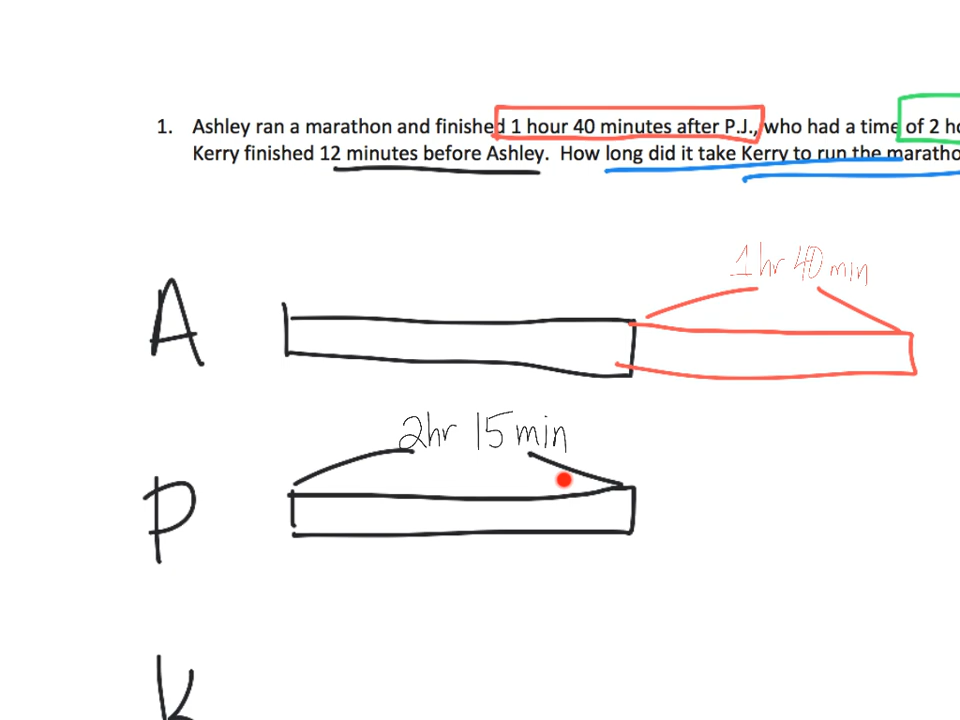 1. Ashley ran a marathon and finished 1 hour 40 minutes after P.J., who had a time of 2 ho
Kerry finished 12 minutes before Ashley. How long did it take Kerry to run the maratho
1hr 40 min
A
2hr 15 min
P
K